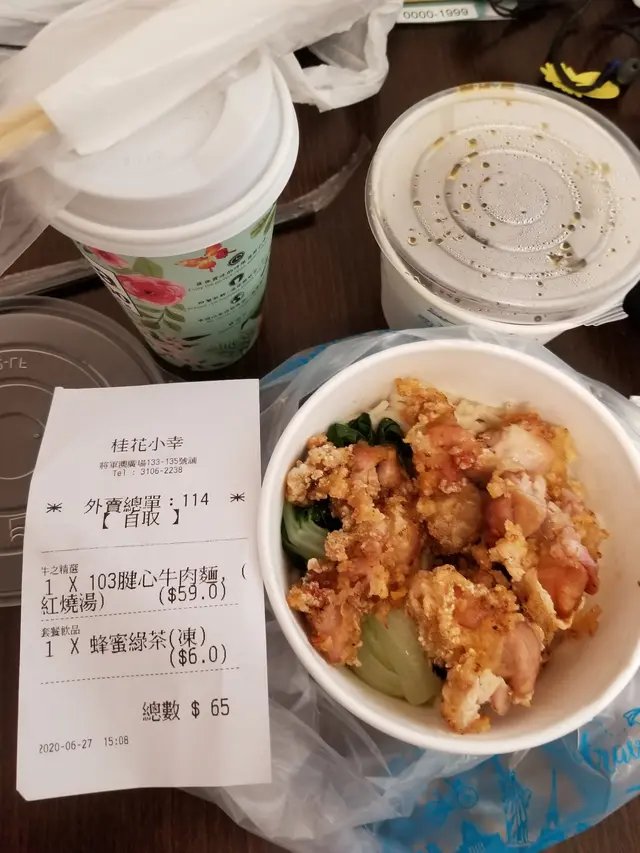 0000-1999
桂花小幸
將軍澳廣場133-135號舖
Tel : 3106-2238
* 外賣總單：114 *
【 自取 】
牛之精選
1 X 103腱心牛肉麵, (
紅燒湯) ($59.0)
套餐飲品
1 X 蜂蜜綠茶(凍)
($6.0)
總數 $ 65
2020-06-27 15:08